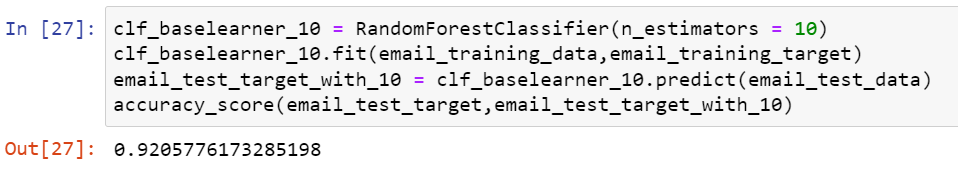 In [27]: clf_baselearner_10 = RandomForestClassifier(n_estimators = 10)
clf_baselearner_10.fit(email_training_data,email_training_target)
email_test_target_with_10 = clf_baselearner_10.predict(email_test_data)
accuracy_score(email_test_target,email_test_target_with_10)
Out[27]: 0.9205776173285198